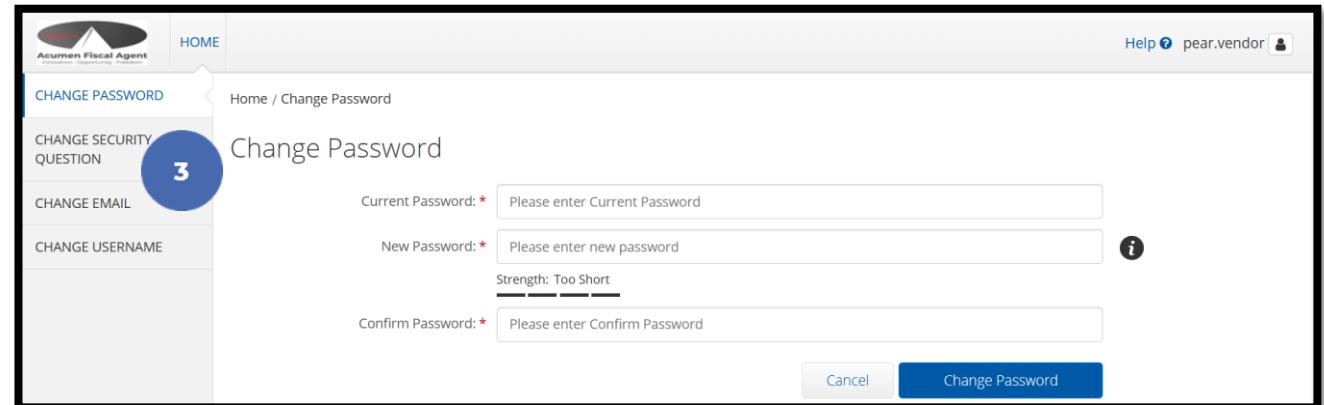 Acumen Fiscal Agent
HOME
Help ? pear.vendor
CHANGE PASSWORD
Home / Change Password
CHANGE SECURITY
QUESTION
3
Change Password
CHANGE EMAIL
CHANGE USERNAME
Current Password: * Please enter Current Password
New Password: * Please enter new password
i
Strength: Too Short
Confirm Password: * Please enter Confirm Password
Cancel
Change Password